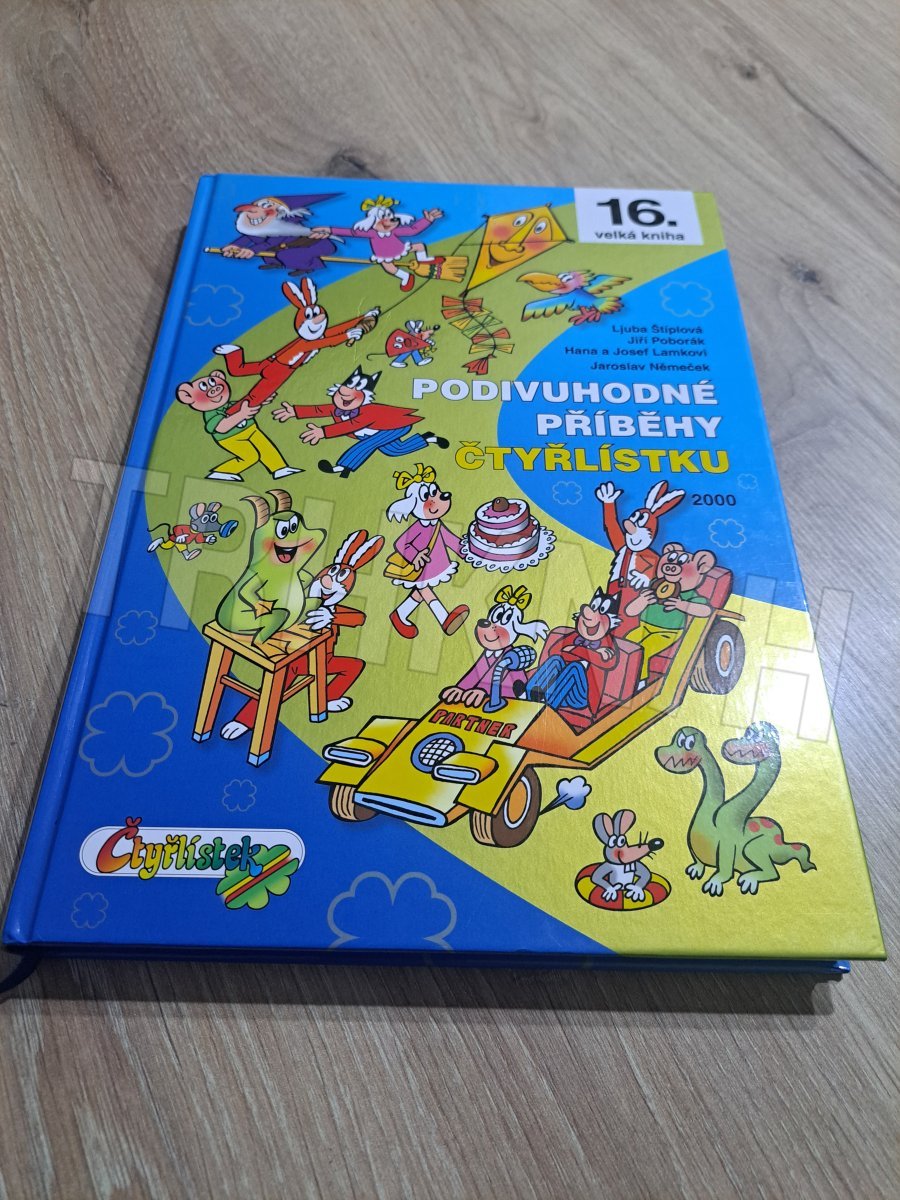 16.
velká kniha
Ljuba Štíplová
Jiří Poborák
Hana a Josef Lamkovi
Jaroslav Němeček
PODIVUHODNÉ
PŘÍBĚHY
ČTYŘLÍSTKU
2000
PARTNER
Čtyřlístek